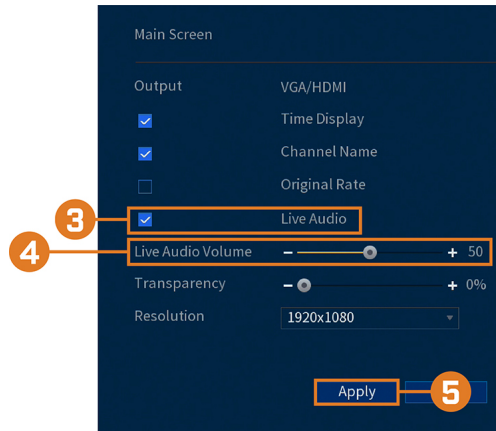 Main Screen
Output VGA/HDMI
Time Display
Channel Name
Original Rate
3 Live Audio
4 Live Audio Volume - + 50
Transparency - + 0%
Resolution 1920x1080
Apply 5